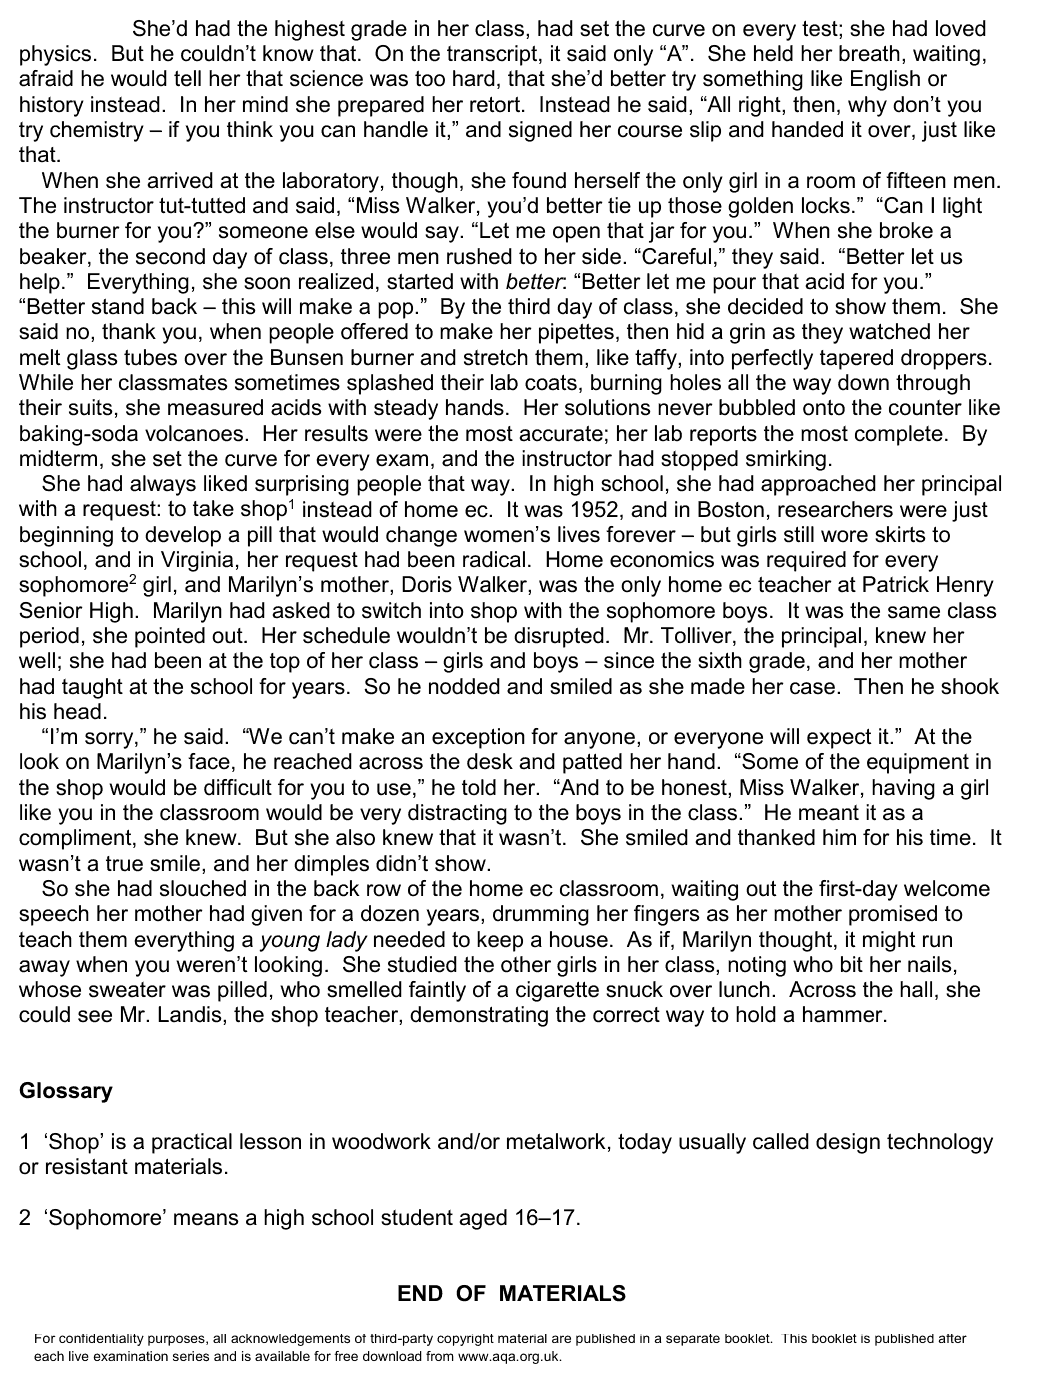 She’d had the highest grade in her class, had set the curve on every test; she had loved
physics.  But he couldn’t know that.  On the transcript, it said only “A”.  She held her breath, waiting,
afraid he would tell her that science was too hard, that she’d better try something like English or
history instead.  In her mind she prepared her retort.  Instead he said, “All right, then, why don’t you
try chemistry – if you think you can handle it,” and signed her course slip and handed it over, just like
that.
When she arrived at the laboratory, though, she found herself the only girl in a room of fifteen men.
The instructor tut-tutted and said, “Miss Walker, you’d better tie up those golden locks.”  “Can I light
the burner for you?” someone else would say. “Let me open that jar for you.”  When she broke a
beaker, the second day of class, three men rushed to her side. “Careful,” they said.  “Better let us
help.”  Everything, she soon realized, started with better: “Better let me pour that acid for you.”
“Better stand back – this will make a pop.”  By the third day of class, she decided to show them.  She
said no, thank you, when people offered to make her pipettes, then hid a grin as they watched her
melt glass tubes over the Bunsen burner and stretch them, like taffy, into perfectly tapered droppers.
While her classmates sometimes splashed their lab coats, burning holes all the way down through
their suits, she measured acids with steady hands.  Her solutions never bubbled onto the counter like
baking-soda volcanoes.  Her results were the most accurate; her lab reports the most complete.  By
midterm, she set the curve for every exam, and the instructor had stopped smirking.
She had always liked surprising people that way.  In high school, she had approached her principal
with a request: to take shop¹ instead of home ec.  It was 1952, and in Boston, researchers were just
beginning to develop a pill that would change women’s lives forever – but girls still wore skirts to
school, and in Virginia, her request had been radical.  Home economics was required for every
sophomore² girl, and Marilyn’s mother, Doris Walker, was the only home ec teacher at Patrick Henry
Senior High.  Marilyn had asked to switch into shop with the sophomore boys.  It was the same class
period, she pointed out.  Her schedule wouldn’t be disrupted.  Mr. Tolliver, the principal, knew her
well; she had been at the top of her class – girls and boys – since the sixth grade, and her mother
had taught at the school for years.  So he nodded and smiled as she made her case.  Then he shook
his head.
“I’m sorry,” he said.  “We can’t make an exception for anyone, or everyone will expect it.”  At the
look on Marilyn’s face, he reached across the desk and patted her hand.  “Some of the equipment in
the shop would be difficult for you to use,” he told her.  “And to be honest, Miss Walker, having a girl
like you in the classroom would be very distracting to the boys in the class.”  He meant it as a
compliment, she knew.  But she also knew that it wasn’t.  She smiled and thanked him for his time.  It
wasn’t a true smile, and her dimples didn’t show.
So she had slouched in the back row of the home ec classroom, waiting out the first-day welcome
speech her mother had given for a dozen years, drumming her fingers as her mother promised to
teach them everything a young lady needed to keep a house.  As if, Marilyn thought, it might run
away when you weren’t looking.  She studied the other girls in her class, noting who bit her nails,
whose sweater was pilled, who smelled faintly of a cigarette snuck over lunch.  Across the hall, she
could see Mr. Landis, the shop teacher, demonstrating the correct way to hold a hammer.
Glossary
1  ‘Shop’ is a practical lesson in woodwork and/or metalwork, today usually called design technology
or resistant materials.
2  ‘Sophomore’ means a high school student aged 16–17.
END  OF  MATERIALS
For confidentiality purposes, all acknowledgements of third-party copyright material are published in a separate booklet.  This booklet is published after
each live examination series and is available for free download from www.aqa.org.uk.